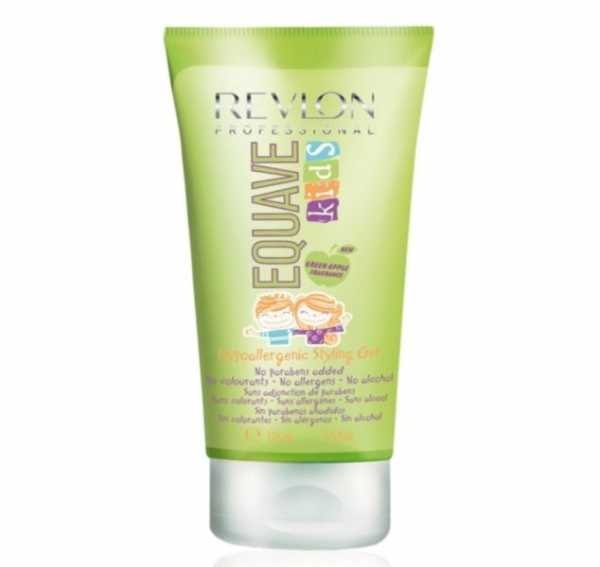 REVLON
PROFESSIONAL
EQUAVE
kids
NEW
GREEN APPLE
FRAGRANCE
Hypoallergenic Styling Gel
No parabens added
No colourants - No allergens - No alcohol
Sans adjonction de parabens
Sans colorants - Sans allergènes - Sans alcool
Sin parabenos añadidos
Sin colorantes - Sin alérgenos - Sin alcohol